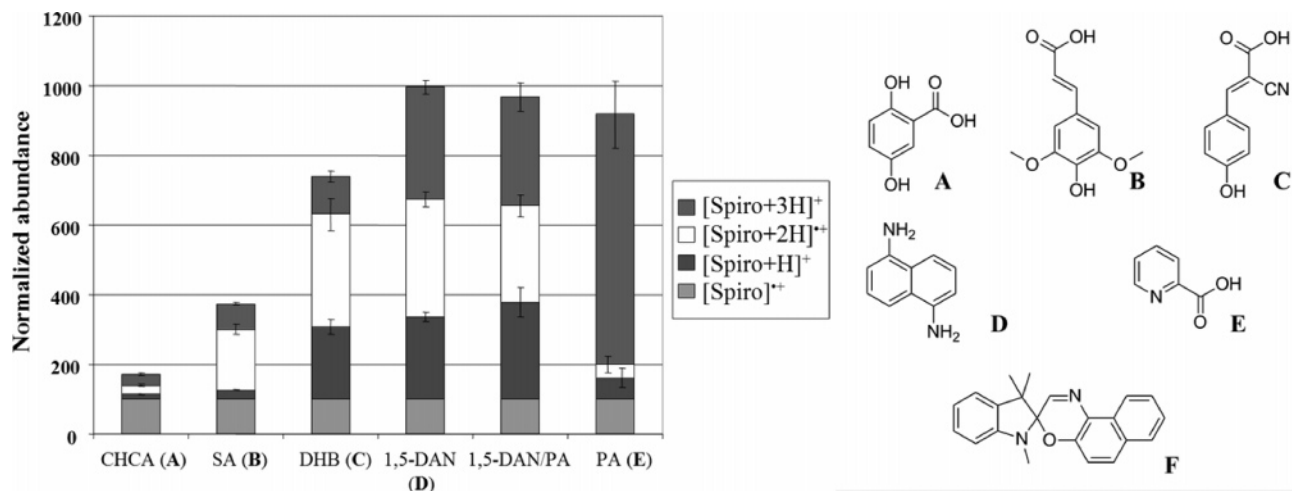 1200
1000
800
600
400
200
0
Normalized abundance
CHCA (A) SA (B) DHB (C) 1,5-DAN (D) 1,5-DAN/PA PA (E)
[Spiro+3H]⁺
[Spiro+2H]•⁺
[Spiro+H]⁺
[Spiro]•⁺
OH
O
OH
OH
A
O
OH
O
O
OH
B
O
OH
CN
OH
C
NH₂
NH₂
D
N
OH
O
E
N
N
O
F